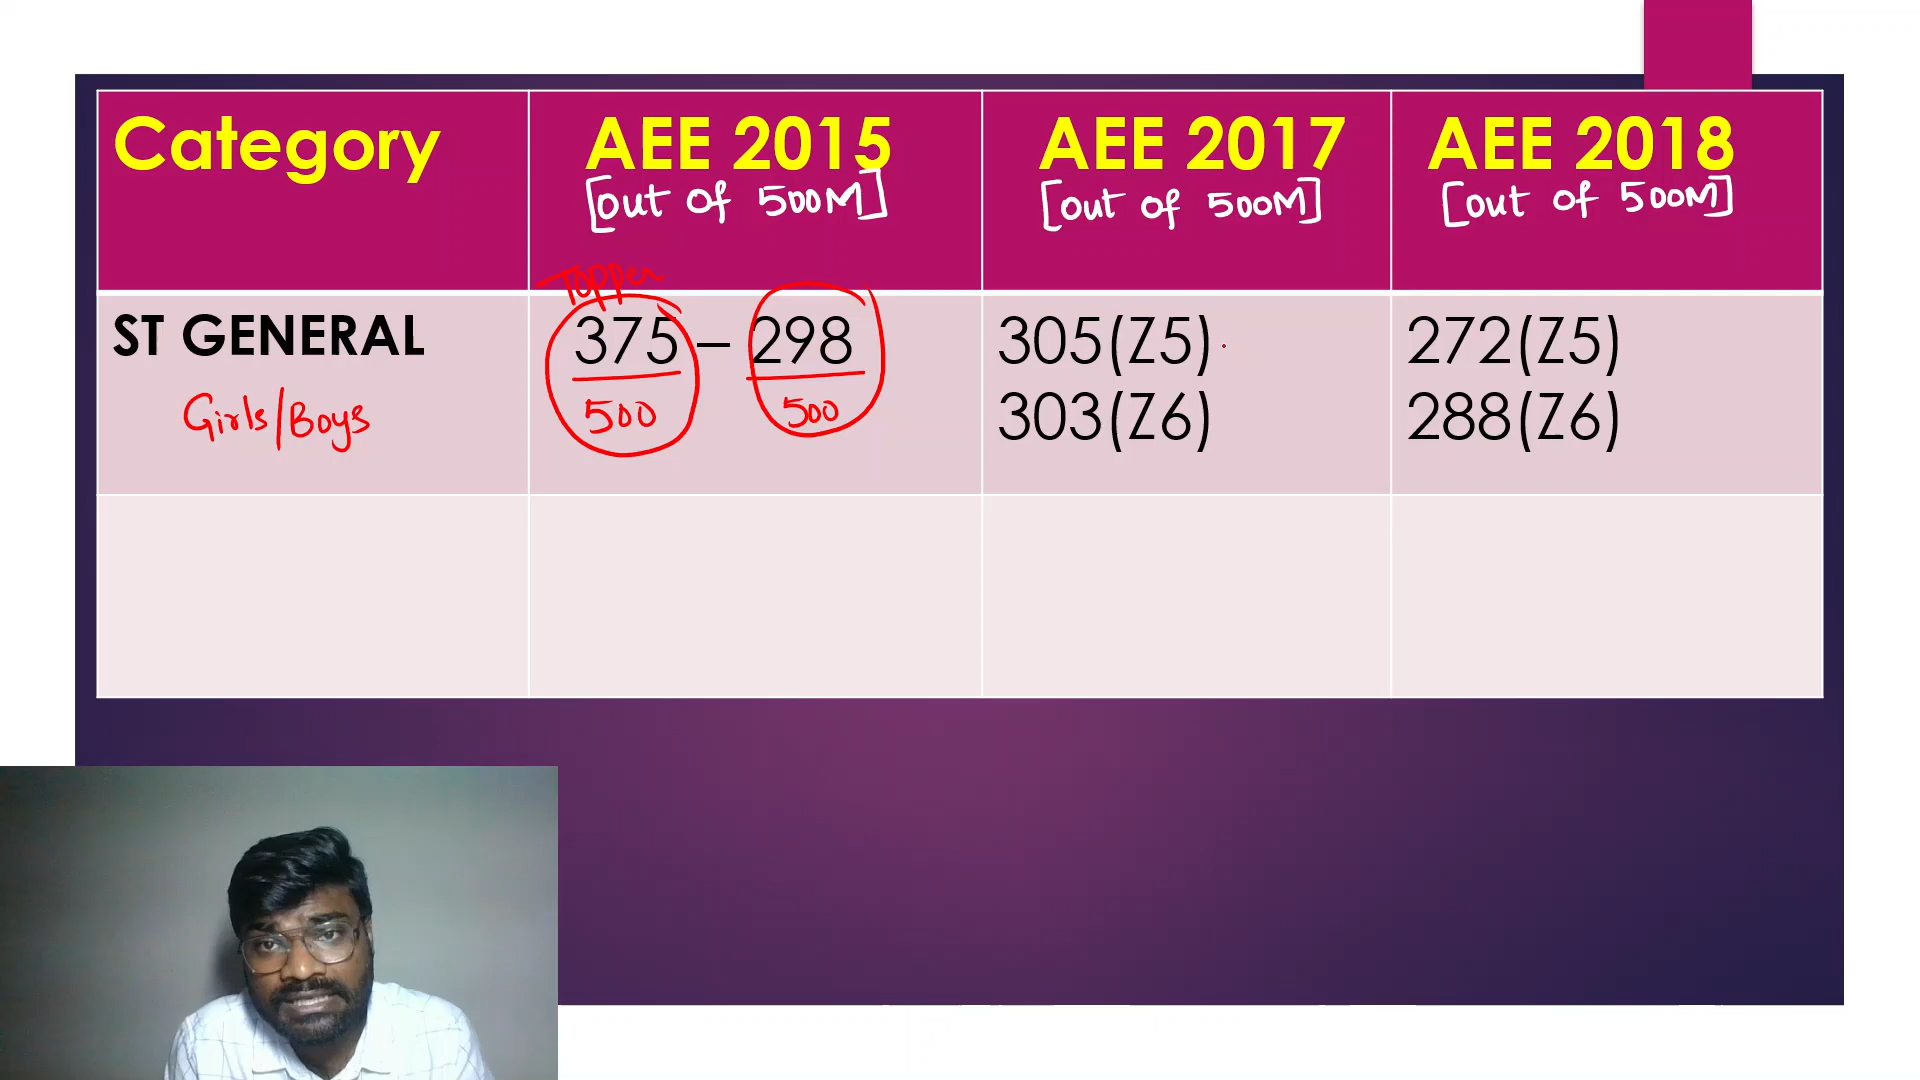 Category
AEE 2015
[out of 500M]
AEE 2017
[out of 500M]
AEE 2018
[out of 500M]
ST GENERAL
Girls/Boys
Topper
375 – 298
500 500
305(Z5)
303(Z6)
272(Z5)
288(Z6)